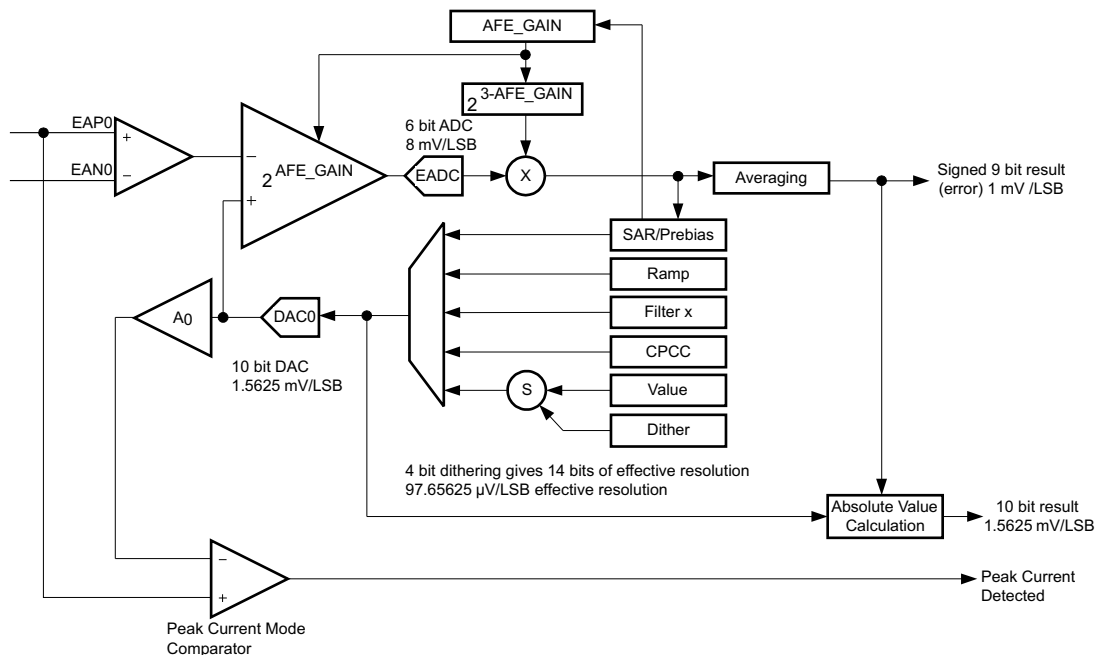 AFE_GAIN
2 3-AFE_GAIN
EAP0
+
EAN0
−
6 bit ADC
8 mV/LSB
−
2 AFE_GAIN
+
EADC
X
Averaging
Signed 9 bit result
(error) 1 mV /LSB
SAR/Prebias
Ramp
Filter x
CPCC
Value
Dither
S
A0
DAC0
10 bit DAC
1.5625 mV/LSB
4 bit dithering gives 14 bits of effective resolution
97.65625 µV/LSB effective resolution
Absolute Value
Calculation
10 bit result
1.5625 mV/LSB
−
+
Peak Current
Detected
Peak Current Mode
Comparator